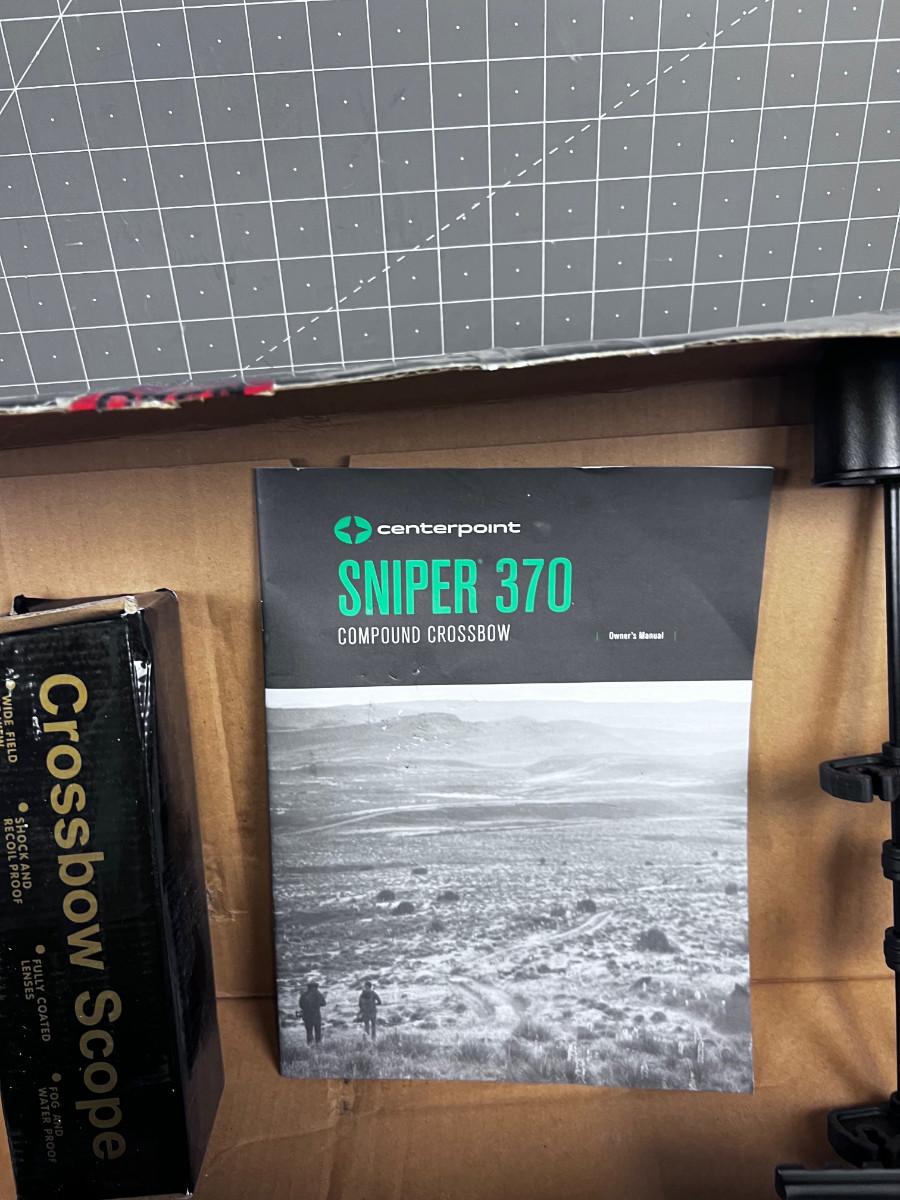 centerpoint
SNIPER 370
COMPOUND CROSSBOW
Owner's Manual
Crossbow Scope
WIDE FIELD
SHOCK AND
RECOIL PROOF
FULLY COATED
LENSES
FOG AND
WATER PROOF